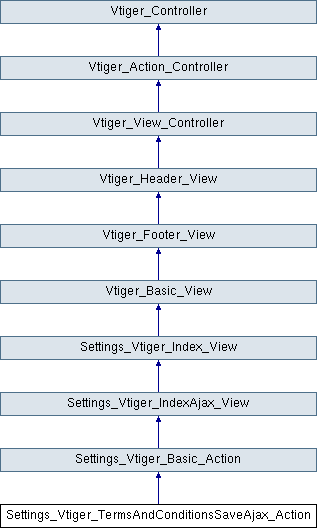 Vtiger_Controller
Vtiger_Action_Controller
Vtiger_View_Controller
Vtiger_Header_View
Vtiger_Footer_View
Vtiger_Basic_View
Settings_Vtiger_Index_View
Settings_Vtiger_IndexAjax_View
Settings_Vtiger_Basic_Action
Settings_Vtiger_TermsAndConditionsSaveAjax_Action